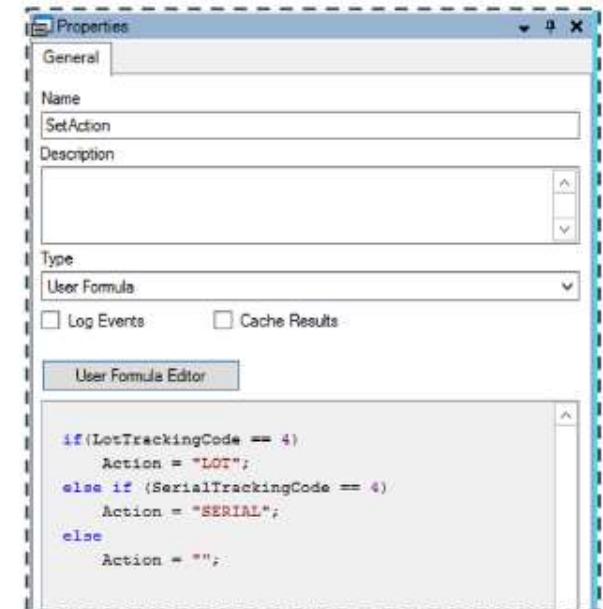 Properties
General
Name
SetAction
Description
Type
User Formula
Log Events Cache Results
User Formula Editor
if(LotTrackingCode == 4)
Action = "LOT";
else if (SerialTrackingCode == 4)
Action = "SERIAL";
else
Action = "";